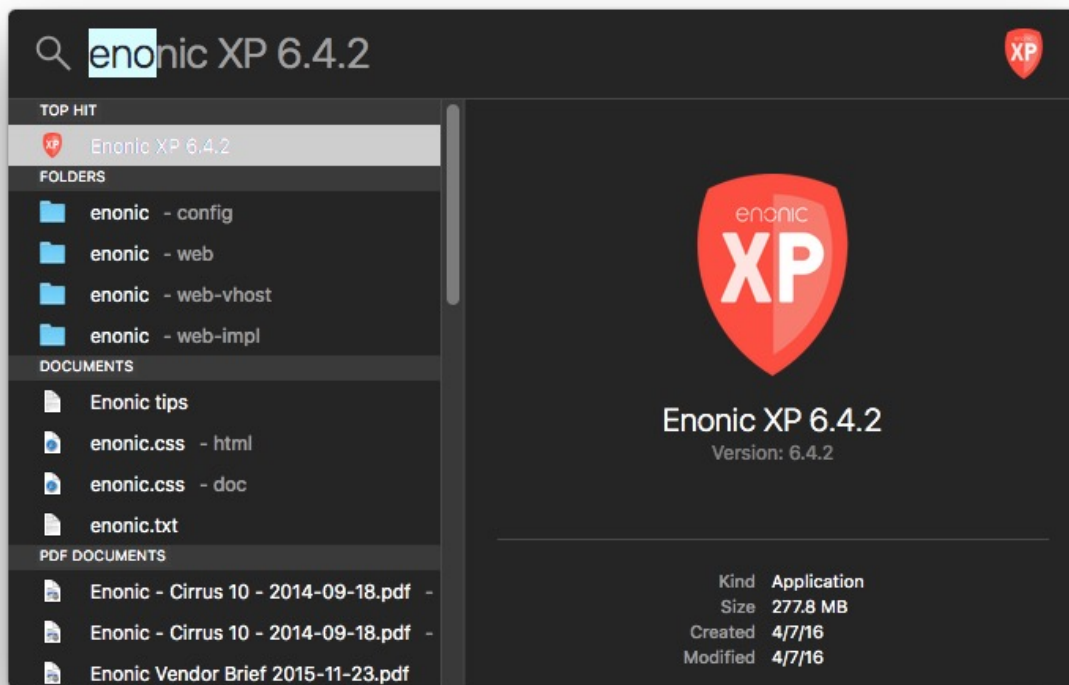 enonic XP 6.4.2
XP
TOP HIT
XP Enonic XP 6.4.2
FOLDERS
enonic - config
enonic - web
enonic - web-vhost
enonic - web-impl
DOCUMENTS
Enonic tips
enonic.css - html
enonic.css - doc
enonic.txt
PDF DOCUMENTS
Enonic - Cirrus 10 - 2014-09-18.pdf -
Enonic - Cirrus 10 - 2014-09-18.pdf -
Enonic Vendor Brief 2015-11-23.pdf
enonic
XP
Enonic XP 6.4.2
Version: 6.4.2
Kind Application
Size 277.8 MB
Created 4/7/16
Modified 4/7/16